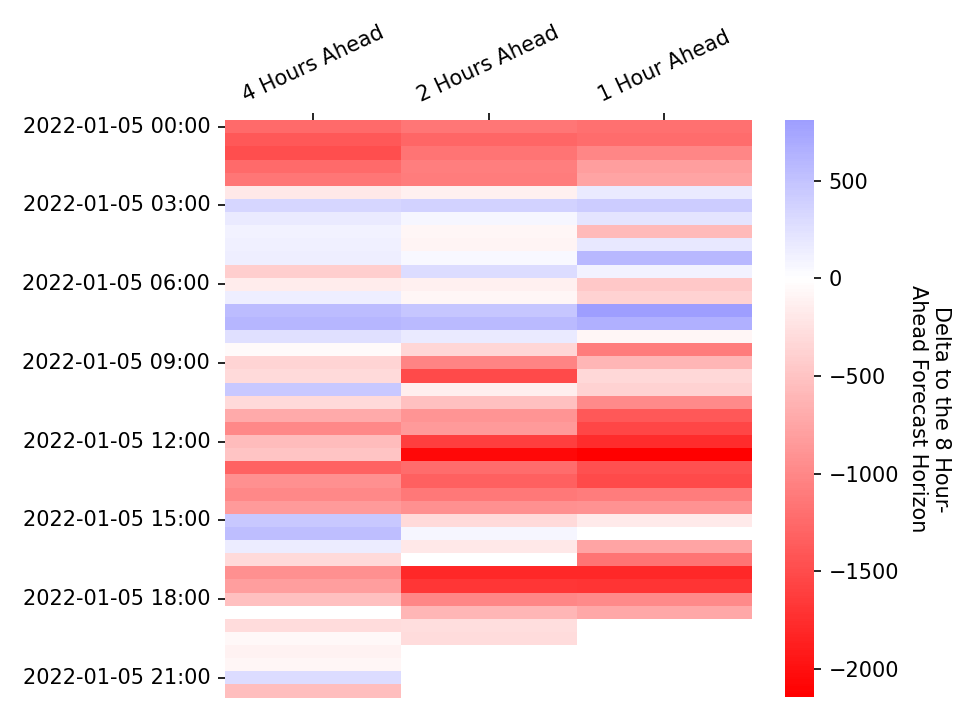 4 Hours Ahead
2 Hours Ahead
1 Hour Ahead
2022-01-05 00:00
2022-01-05 03:00
2022-01-05 06:00
2022-01-05 09:00
2022-01-05 12:00
2022-01-05 15:00
2022-01-05 18:00
2022-01-05 21:00
500
0
−500
−1000
−1500
−2000
Delta to the 8 Hour-
Ahead Forecast Horizon